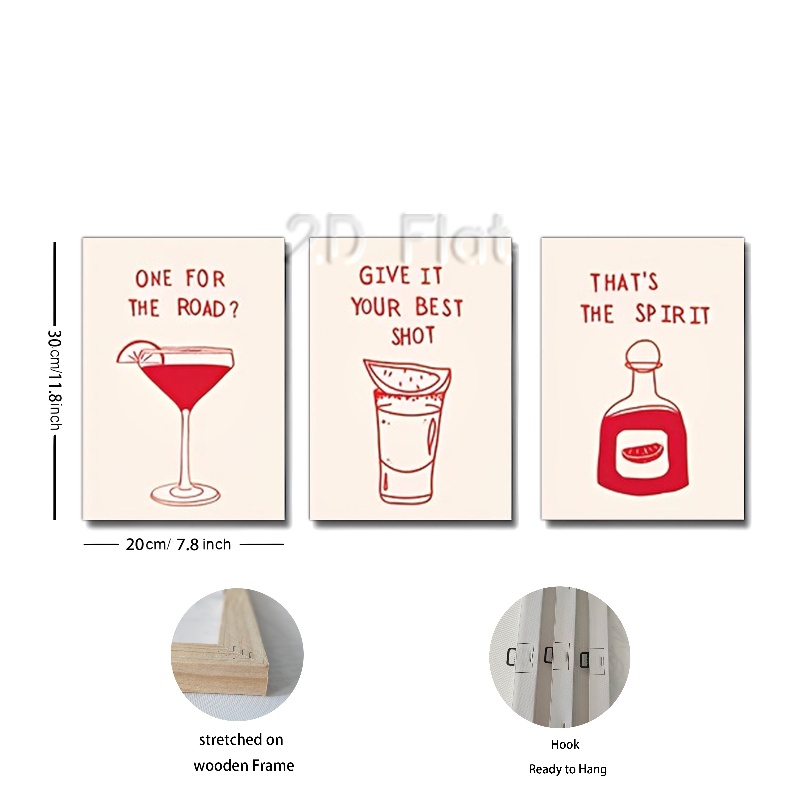 2D Flat
ONE FOR
THE ROAD?
GIVE IT
YOUR BEST
SHOT
THAT'S
THE SPIRIT
30cm/11.8inch
20cm/ 7.8 inch
stretched on
wooden Frame
Hook
Ready to Hang